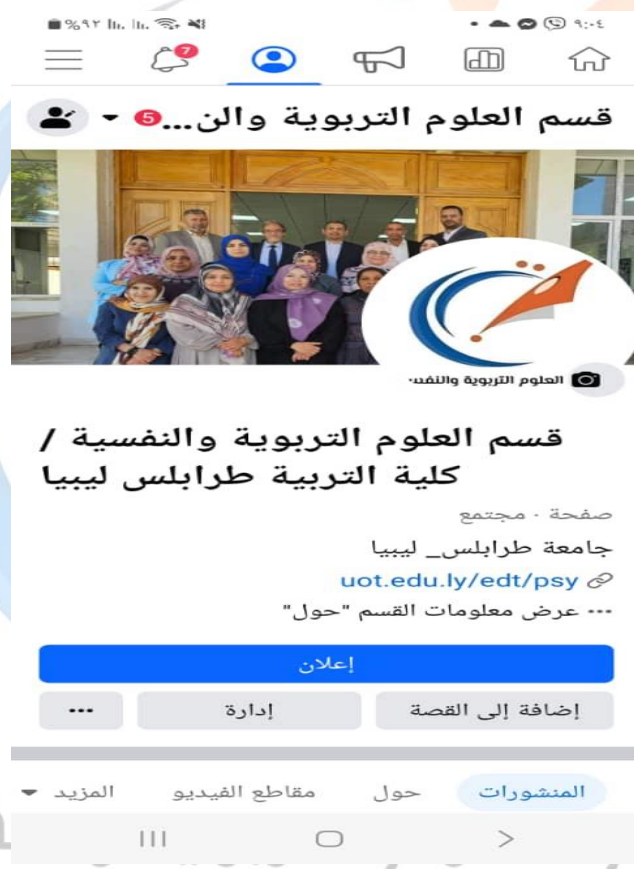 %٩٢
٩:٠٤
7
قسم العلوم التربوية والن...
5
العلوم التربوية والنفس
قسم العلوم التربوية والنفسية /
كلية التربية طرابلس ليبيا
صفحة · مجتمع
جامعة طرابلس_ ليبيا
uot.edu.ly/edt/psy
... عرض معلومات القسم "حول"
إعلان
إضافة إلى القصة
إدارة
...
المنشورات
حول
مقاطع الفيديو
المزيد